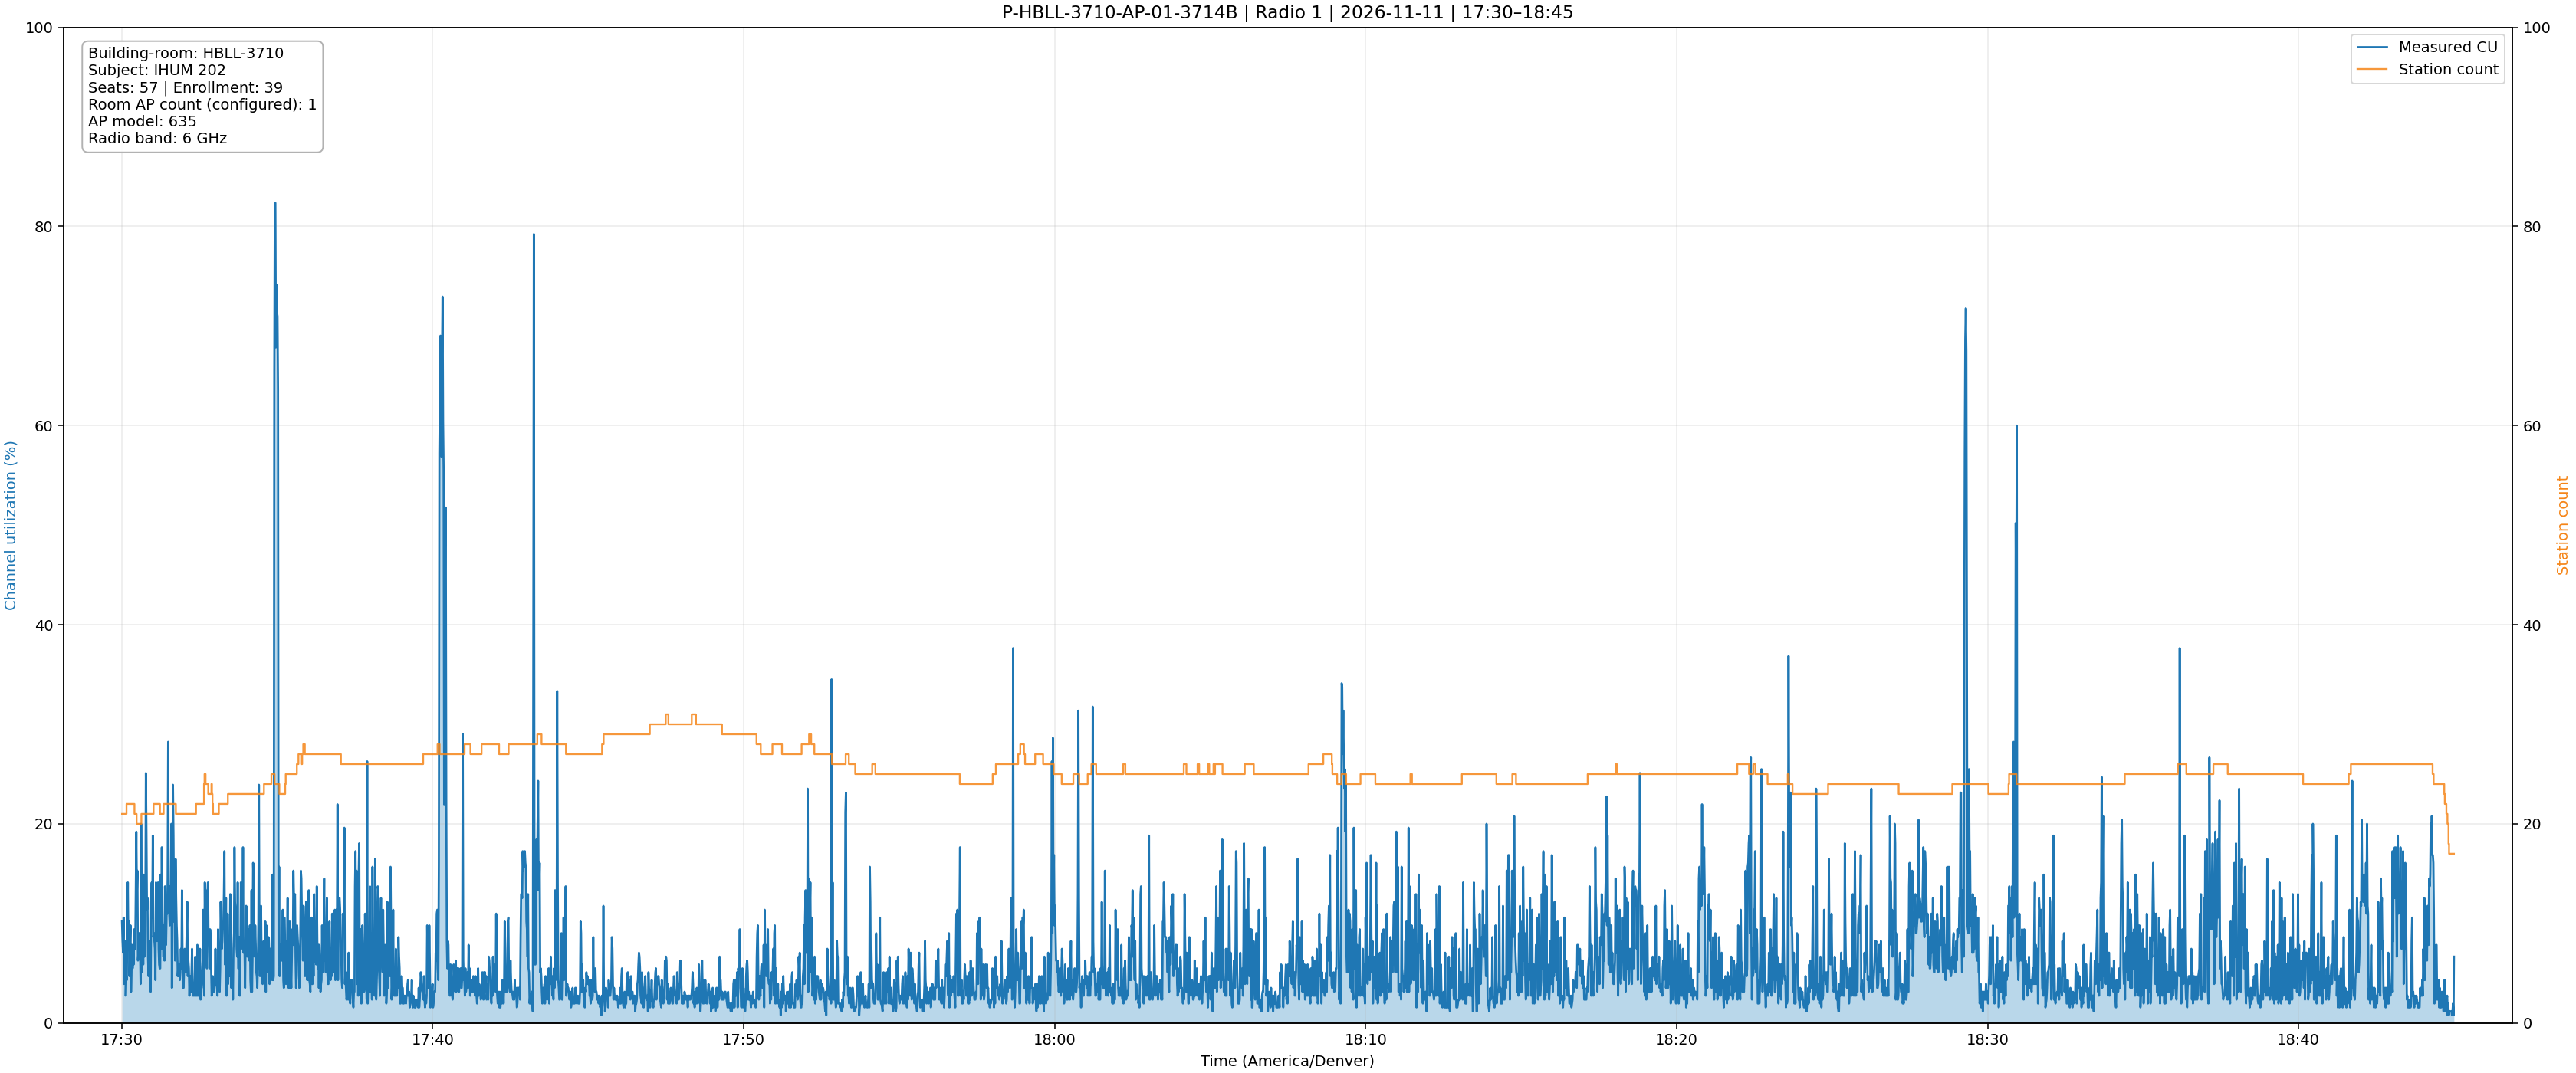 P-HBLL-3710-AP-01-3714B | Radio 1 | 2026-11-11 | 17:30–18:45
Building-room: HBLL-3710
Subject: IHUM 202
Seats: 57 | Enrollment: 39
Room AP count (configured): 1
AP model: 635
Radio band: 6 GHz
Measured CU
Station count
100
80
60
40
20
0
Channel utilization (%)
100
80
60
40
20
0
Station count
17:30
17:40
17:50
18:00
18:10
18:20
18:30
18:40
Time (America/Denver)